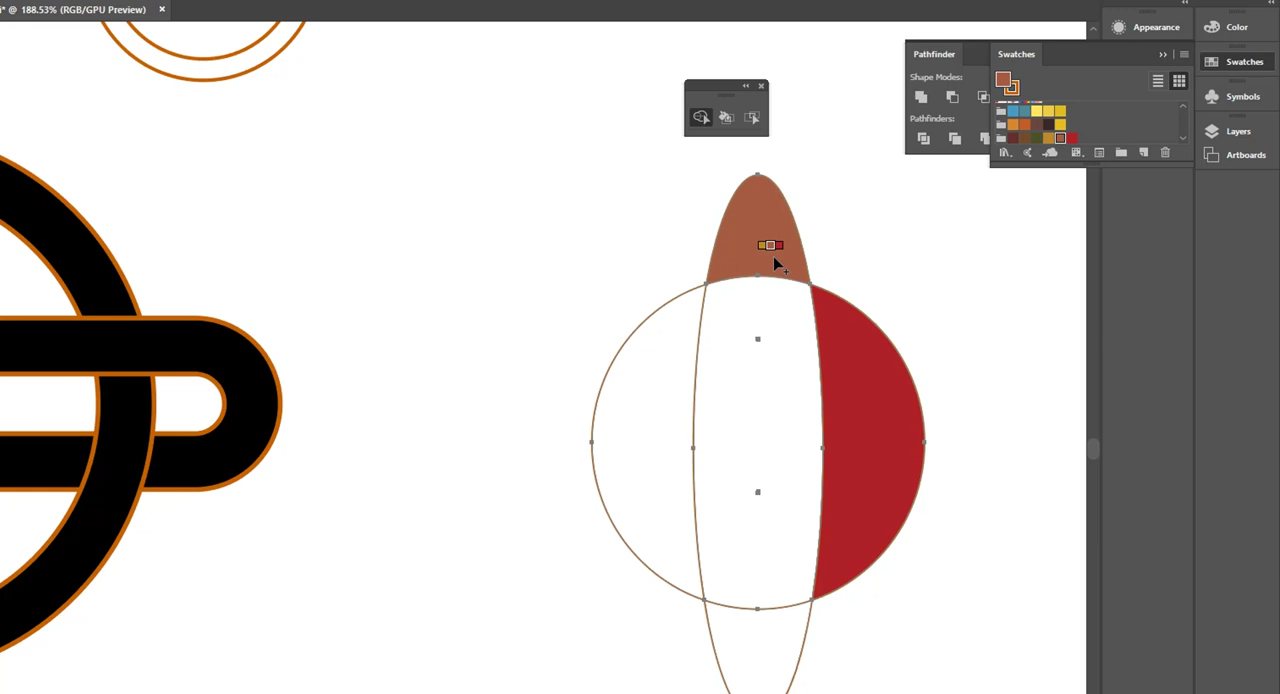 i* @ 188.53% (RGB/GPU Preview) ×
Appearance
Color
Pathfinder
Swatches
Swatches
Shape Modes:
Symbols
Pathfinders:
Layers
Artboards